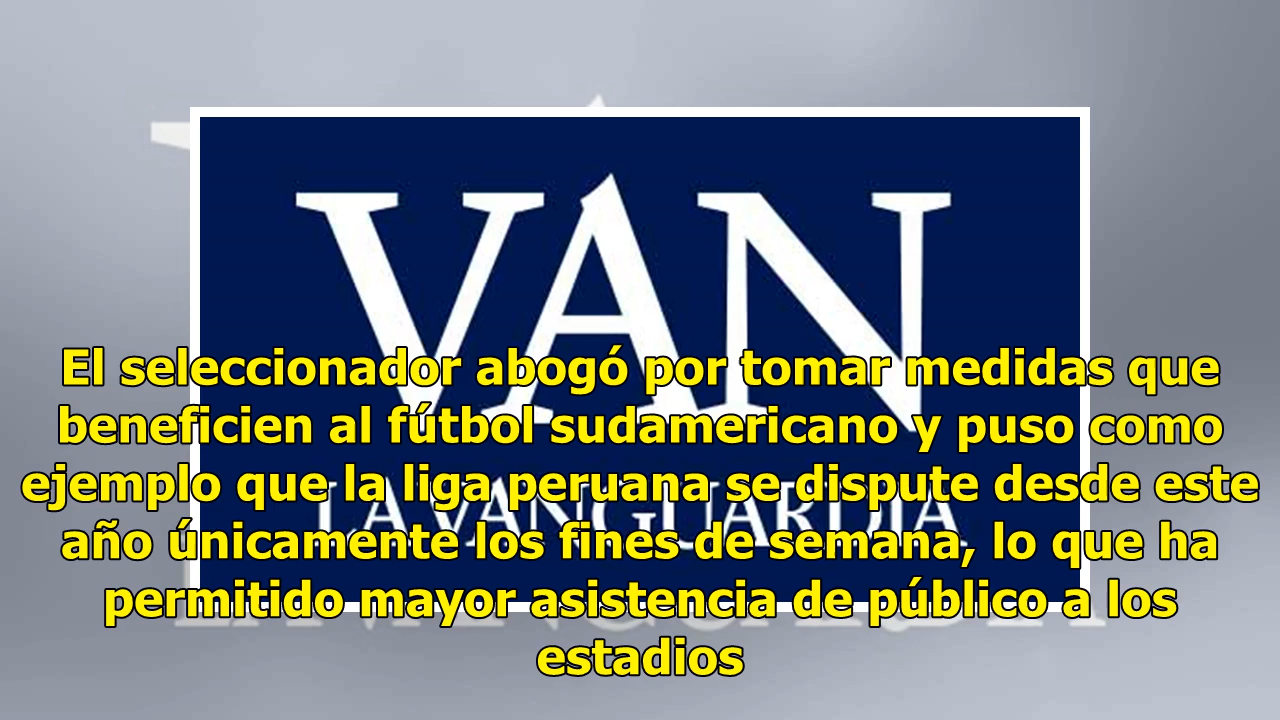 VAN
LA VANGUARDIA
El seleccionador abogó por tomar medidas que
beneficien al fútbol sudamericano y puso como
ejemplo que la liga peruana se dispute desde este
año únicamente los fines de semana, lo que ha
permitido mayor asistencia de público a los
estadios